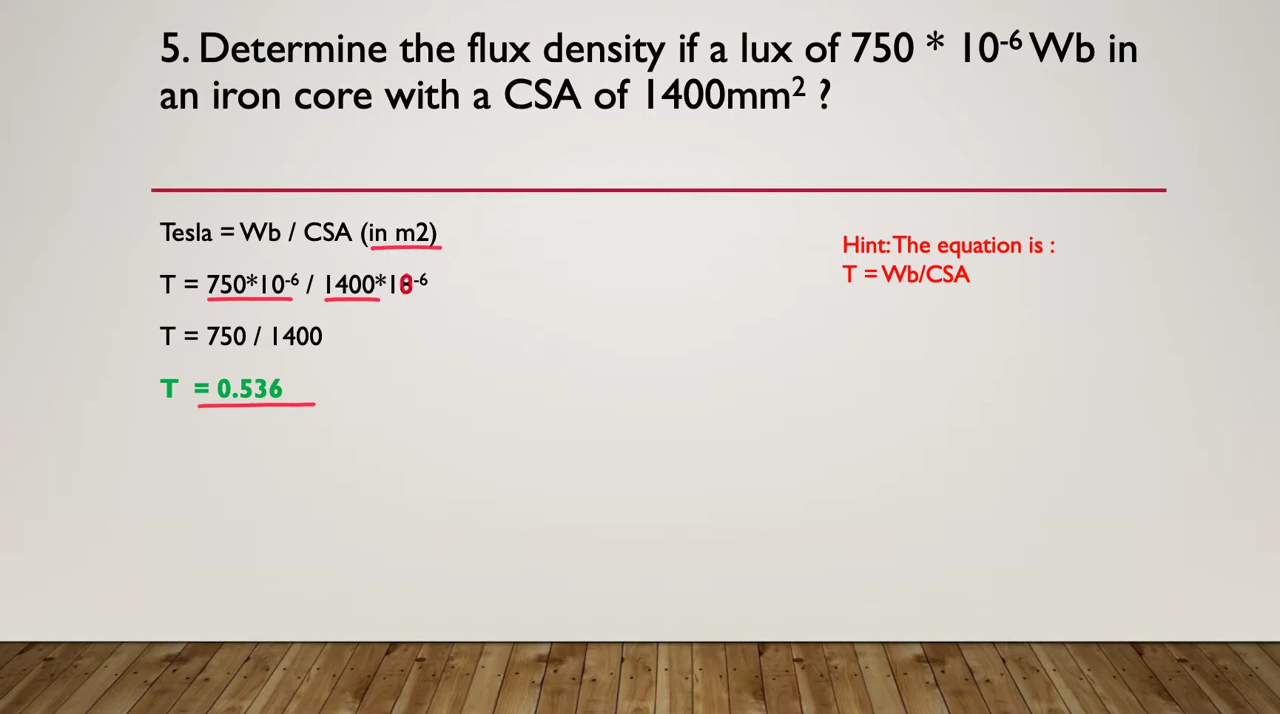 5. Determine the flux density if a lux of 750 * 10⁻⁶ Wb in
an iron core with a CSA of 1400mm² ?
Tesla = Wb / CSA (in m2)
Hint: The equation is :
T = Wb/CSA
T = 750*10⁻⁶ / 1400*10⁻⁶
T = 750 / 1400
T = 0.536